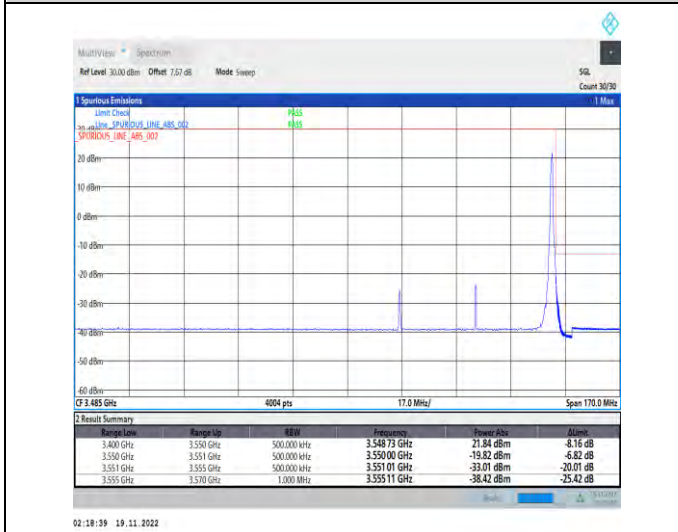 MultiView Spectrum
Ref Level 30.00 dBm Offset 7.67 dB Mode Sweep SGL
Count 30/30
1 Spurious Emissions 1 Max
Limit Check PASS
Line _SPURIOUS_LINE_ABS_002 PASS
_SPURIOUS_LINE_ABS_002
20 dBm
10 dBm
0 dBm
-10 dBm
-20 dBm
-30 dBm
-40 dBm
-50 dBm
-60 dBm
CF 3.485 GHz 4004 pts 17.0 MHz/ Span 170.0 MHz
2 Result Summary
Range Low Range Up RBW Frequency Power Abs ΔLimit
3.400 GHz 3.550 GHz 500.000 kHz 3.548 73 GHz 21.84 dBm -8.16 dB
3.550 GHz 3.551 GHz 500.000 kHz 3.550 00 GHz -19.82 dBm -6.82 dB
3.551 GHz 3.555 GHz 500.000 kHz 3.551 01 GHz -33.01 dBm -20.01 dB
3.555 GHz 3.570 GHz 1.000 MHz 3.555 11 GHz -38.42 dBm -25.42 dB
02:18:39 19.11.2022